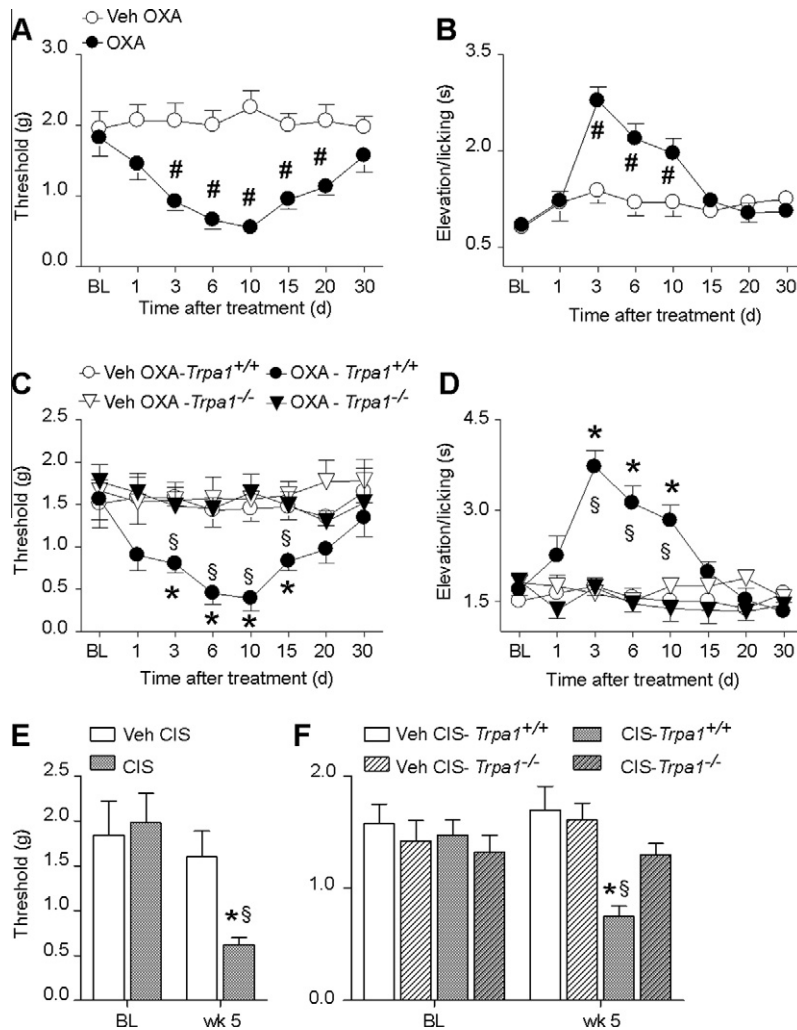 A
Veh OXA
OXA
Threshold (g)
3.0
2.0
1.0
0.0
# # # # #
BL 1 3 6 10 15 20 30
Time after treatment (d)
B
Elevation/licking (s)
3.5
2.0
0.5
# # #
BL 1 3 6 10 15 20 30
Time after treatment (d)
C
Veh OXA-Trpa1+/+
OXA - Trpa1+/+
Veh OXA -Trpa1-/-
OXA - Trpa1-/-
Threshold (g)
2.5
2.0
1.5
1.0
0.5
0.0
§ § § §
* * * *
BL 1 3 6 10 15 20 30
Time after treatment (d)
D
Elevation/licking (s)
4.5
3.0
1.5
* * *
§ § §
BL 1 3 6 10 15 20 30
Time after treatment (d)
E
Veh CIS
CIS
Threshold (g)
2.5
2.0
1.5
1.0
0.5
0.0
*§
BL wk 5
F
Veh CIS- Trpa1+/+
CIS-Trpa1+/+
Veh CIS- Trpa1-/-
CIS-Trpa1-/-
2.0
1.0
0.0
*§
BL wk 5